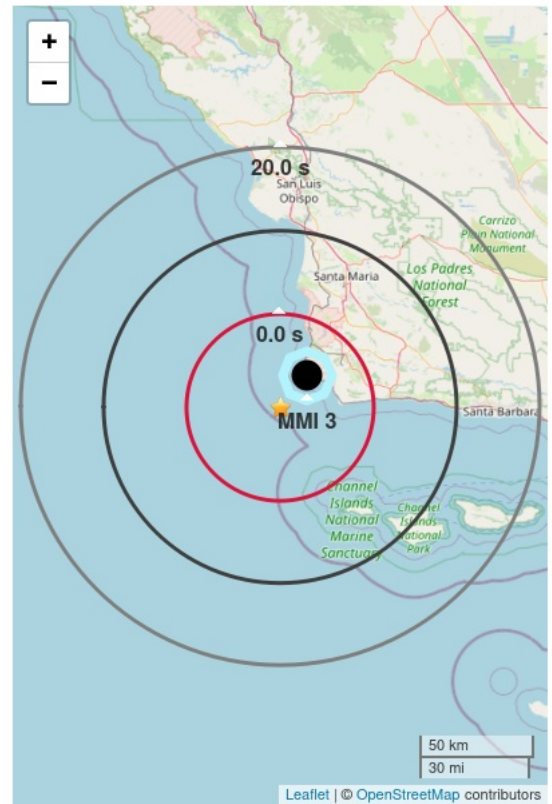 +
−
20.0 s
San Luis
Obispo
Carrizo
Plain National
Monument
Los Padres
National
Forest
Santa Maria
0.0 s
MMI 3
Santa Barbara
Channel
Islands
National
Marine
Sanctuary
Channel
Islands
National
Park
50 km
30 mi
Leaflet | © OpenStreetMap contributors